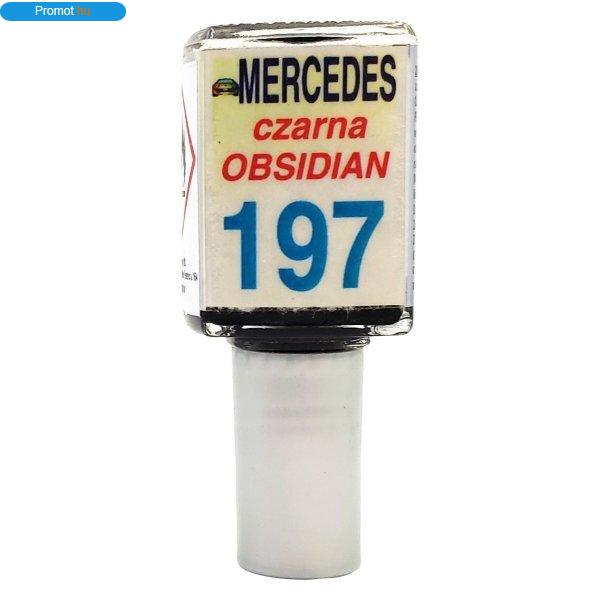 Promot.hu
MERCEDES
czarna
OBSIDIAN
197